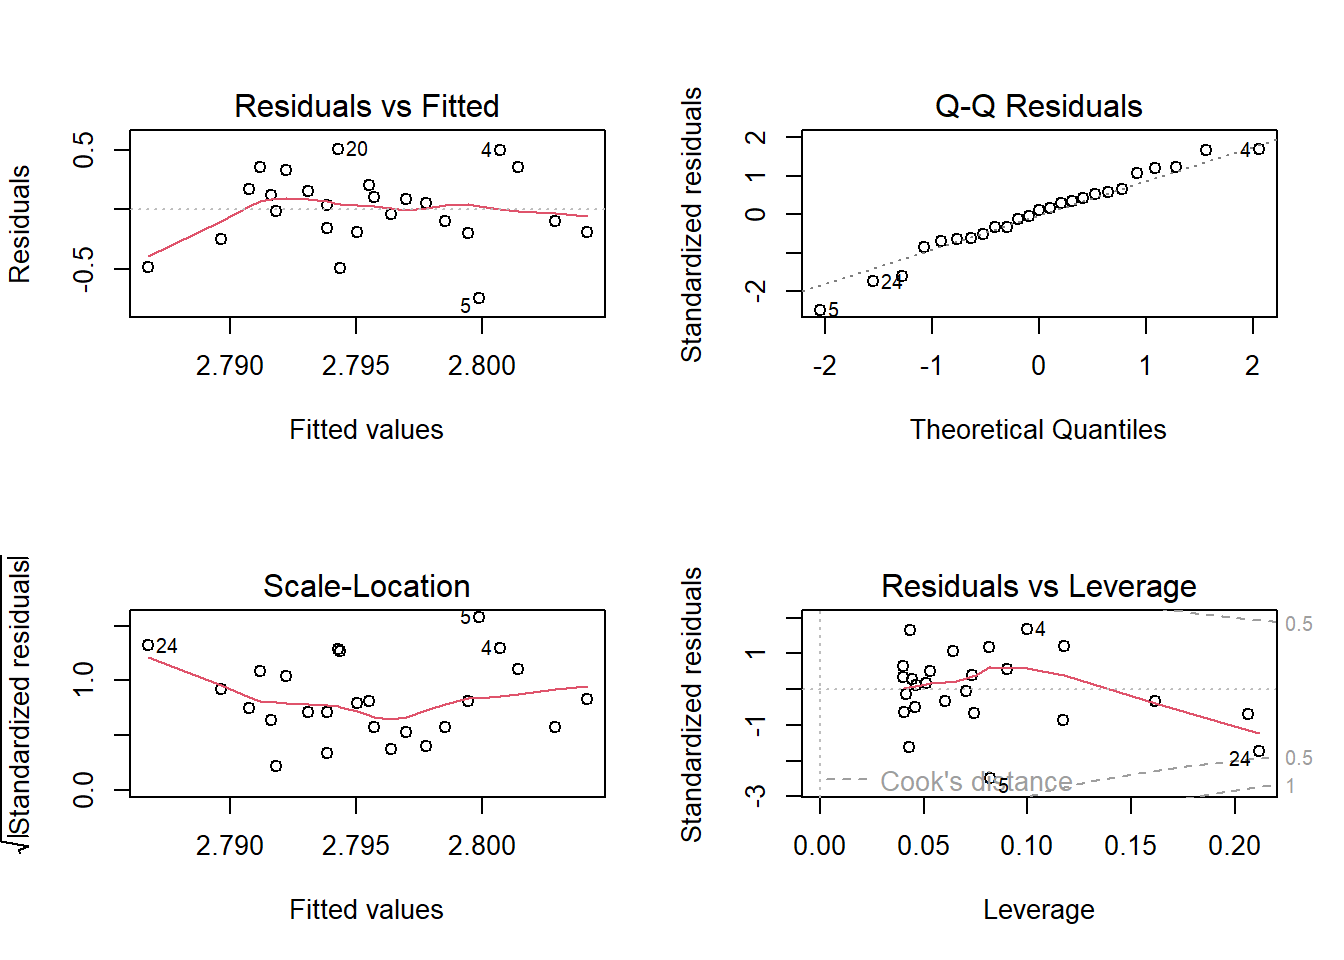 Residuals vs Fitted
Residuals
0.5
-0.5
20
4
5
2.790 2.795 2.800
Fitted values
Q-Q Residuals
Standardized residuals
2
1
0
-2
4
24
5
-2 -1 0 1 2
Theoretical Quantiles
Scale-Location
√|Standardized residuals|
1.0
0.0
24
5
4
2.790 2.795 2.800
Fitted values
Residuals vs Leverage
Standardized residuals
1
-1
-3
4
24
5
Cook's distance
0.5
0.5
1
0.00 0.05 0.10 0.15 0.20
Leverage